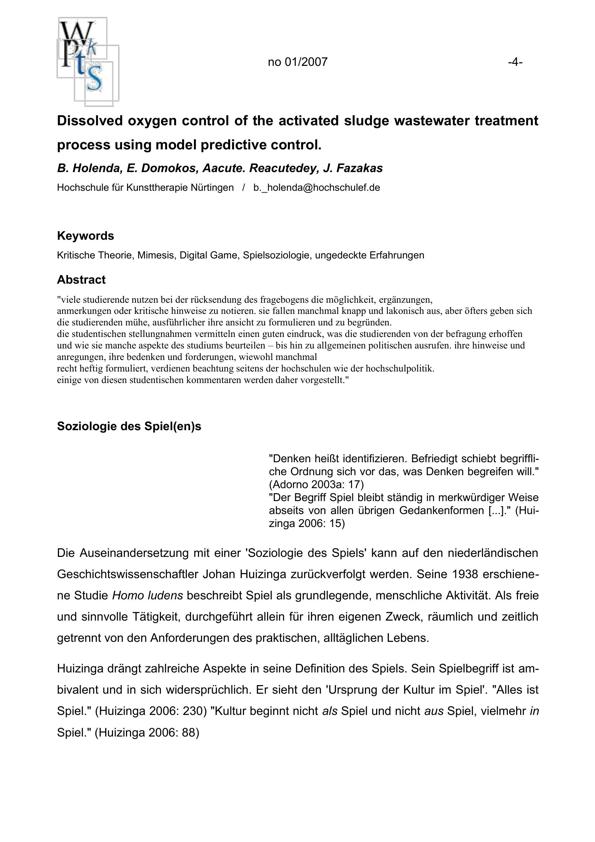 W
P k
t s
no 01/2007 -4-
Dissolved oxygen control of the activated sludge wastewater treatment
process using model predictive control.
B. Holenda, E. Domokos, Aacute. Reacutedey, J. Fazakas
Hochschule für Kunsttherapie Nürtingen / b._holenda@hochschulef.de
Keywords
Kritische Theorie, Mimesis, Digital Game, Spielsoziologie, ungedeckte Erfahrungen
Abstract
"viele studierende nutzen bei der rücksendung des fragebogens die möglichkeit, ergänzungen,
anmerkungen oder kritische hinweise zu notieren. sie fallen manchmal knapp und lakonisch aus, aber öfters geben sich
die studierenden mühe, ausführlicher ihre ansicht zu formulieren und zu begründen.
die studentischen stellungnahmen vermitteln einen guten eindruck, was die studierenden von der befragung erhoffen
und wie sie manche aspekte des studiums beurteilen – bis hin zu allgemeinen politischen ausrufen. ihre hinweise und
anregungen, ihre bedenken und forderungen, wiewohl manchmal
recht heftig formuliert, verdienen beachtung seitens der hochschulen wie der hochschulpolitik.
einige von diesen studentischen kommentaren werden daher vorgestellt."
Soziologie des Spiel(en)s
"Denken heißt identifizieren. Befriedigt schiebt begriffli-
che Ordnung sich vor das, was Denken begreifen will."
(Adorno 2003a: 17)
"Der Begriff Spiel bleibt ständig in merkwürdiger Weise
abseits von allen übrigen Gedankenformen [...]." (Hui-
zinga 2006: 15)
Die Auseinandersetzung mit einer 'Soziologie des Spiels' kann auf den niederländischen
Geschichtswissenschaftler Johan Huizinga zurückverfolgt werden. Seine 1938 erschiene-
ne Studie Homo ludens beschreibt Spiel als grundlegende, menschliche Aktivität. Als freie
und sinnvolle Tätigkeit, durchgeführt allein für ihren eigenen Zweck, räumlich und zeitlich
getrennt von den Anforderungen des praktischen, alltäglichen Lebens.
Huizinga drängt zahlreiche Aspekte in seine Definition des Spiels. Sein Spielbegriff ist am-
bivalent und in sich widersprüchlich. Er sieht den 'Ursprung der Kultur im Spiel'. "Alles ist
Spiel." (Huizinga 2006: 230) "Kultur beginnt nicht als Spiel und nicht aus Spiel, vielmehr in
Spiel." (Huizinga 2006: 88)